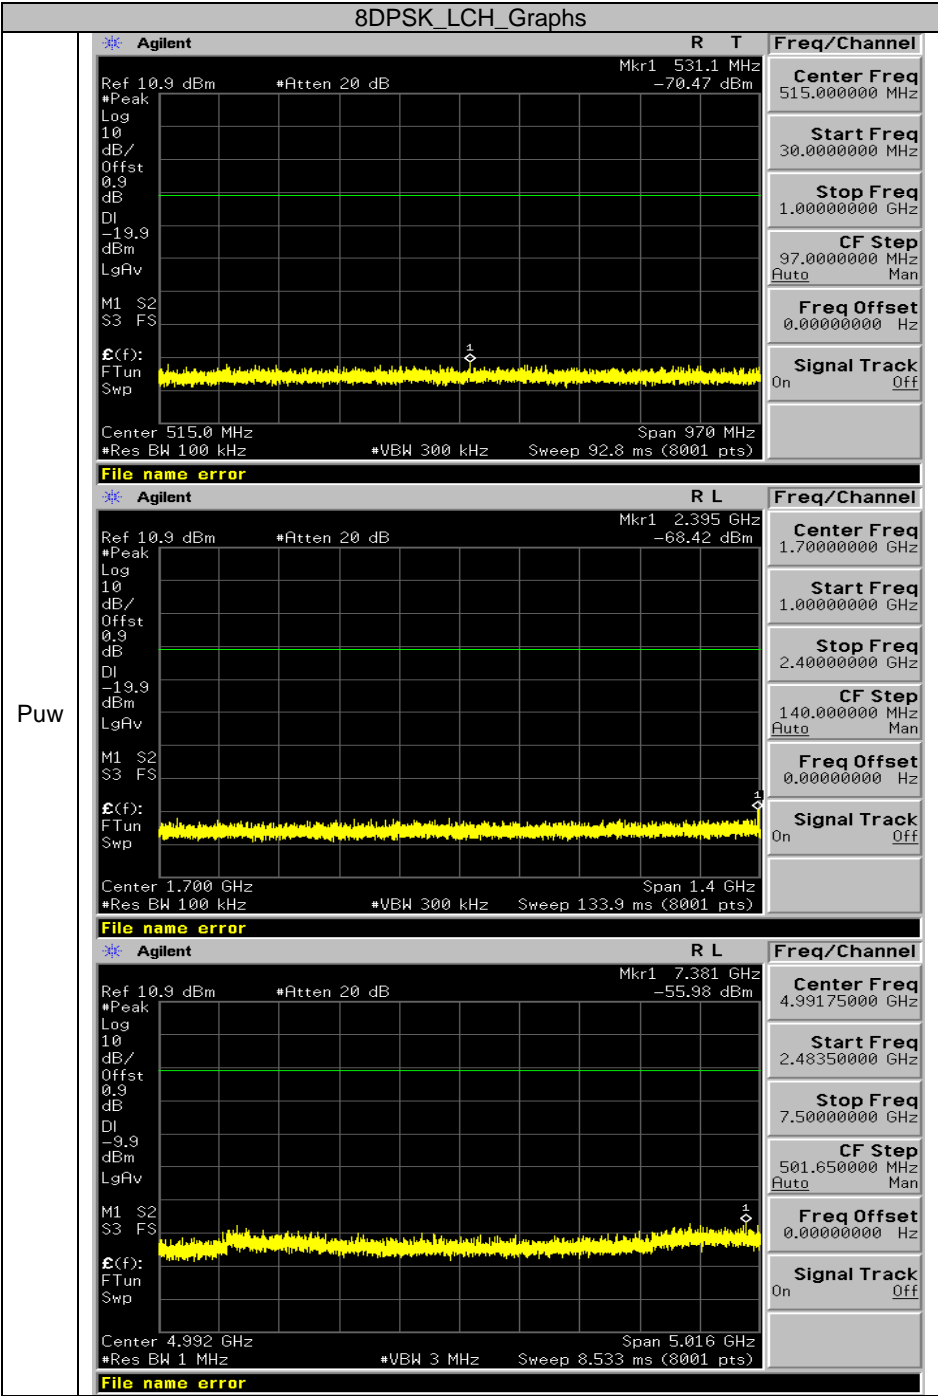 8DPSK_LCH_Graphs
Puw
Agilent R T Freq/Channel
Mkr1 531.1 MHz
Ref 10.9 dBm #Atten 20 dB −70.47 dBm
#Peak
Log
10
dB/
Offst
0.9
dB
DI
−19.9
dBm
LgAv
M1 S2
S3 FS
£(f):
FTun
Swp
1
Center 515.0 MHz Span 970 MHz
#Res BW 100 kHz #VBW 300 kHz Sweep 92.8 ms (8001 pts)
Center Freq
515.000000 MHz
Start Freq
30.0000000 MHz
Stop Freq
1.00000000 GHz
CF Step
97.0000000 MHz
Auto Man
Freq Offset
0.00000000 Hz
Signal Track
On Off
File name error
Agilent R L Freq/Channel
Mkr1 2.395 GHz
Ref 10.9 dBm #Atten 20 dB −68.42 dBm
#Peak
Log
10
dB/
Offst
0.9
dB
DI
−19.9
dBm
LgAv
M1 S2
S3 FS
£(f):
FTun
Swp
1
Center 1.700 GHz Span 1.4 GHz
#Res BW 100 kHz #VBW 300 kHz Sweep 133.9 ms (8001 pts)
Center Freq
1.70000000 GHz
Start Freq
1.00000000 GHz
Stop Freq
2.40000000 GHz
CF Step
140.000000 MHz
Auto Man
Freq Offset
0.00000000 Hz
Signal Track
On Off
File name error
Agilent R L Freq/Channel
Mkr1 7.381 GHz
Ref 10.9 dBm #Atten 20 dB −55.98 dBm
#Peak
Log
10
dB/
Offst
0.9
dB
DI
−9.9
dBm
LgAv
M1 S2
S3 FS
£(f):
FTun
Swp
1
Center 4.992 GHz Span 5.016 GHz
#Res BW 1 MHz #VBW 3 MHz Sweep 8.533 ms (8001 pts)
Center Freq
4.99175000 GHz
Start Freq
2.48350000 GHz
Stop Freq
7.50000000 GHz
CF Step
501.650000 MHz
Auto Man
Freq Offset
0.00000000 Hz
Signal Track
On Off
File name error